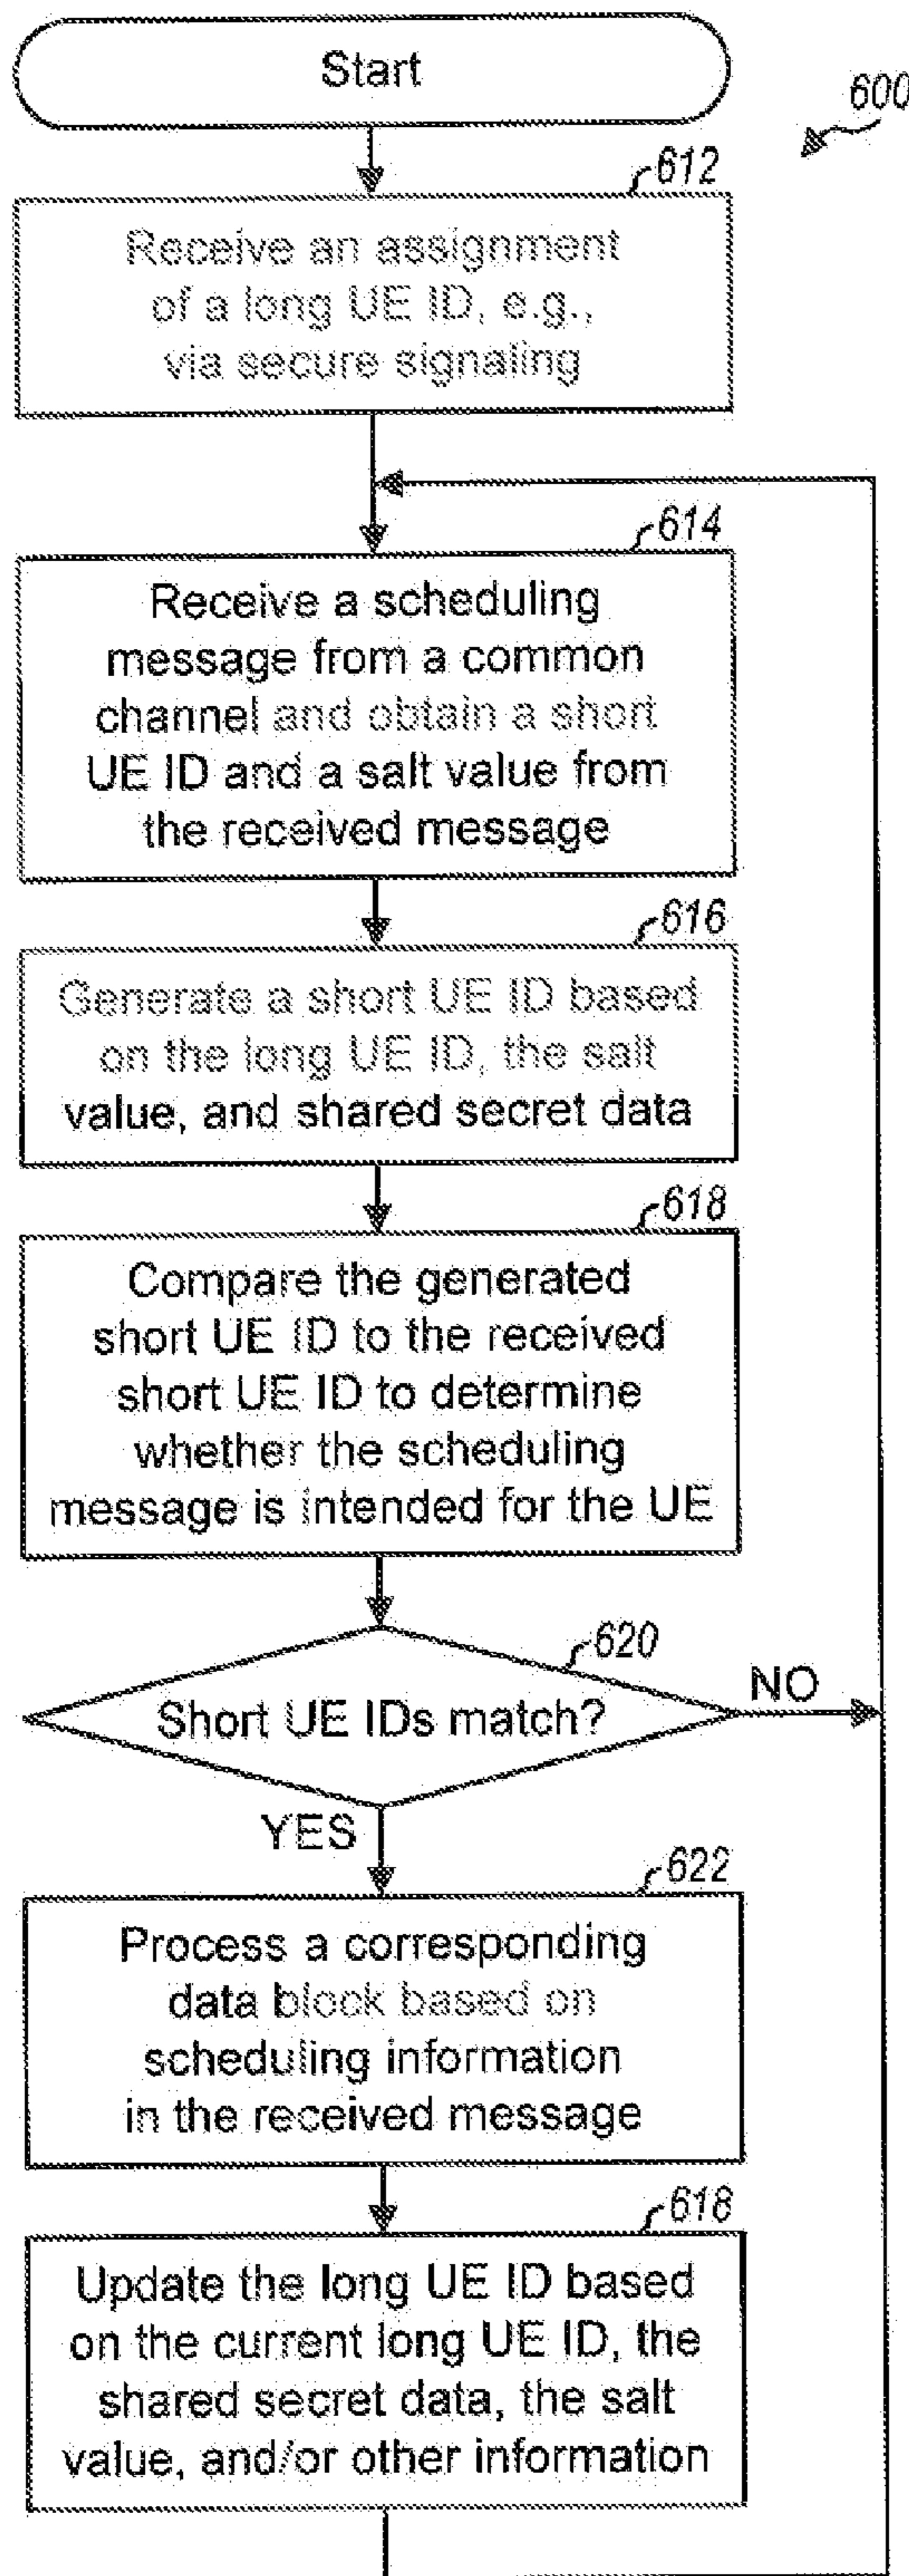 Start
600
612
Receive an assignment
of a long UE ID, e.g.,
via secure signaling
614
Receive a scheduling
message from a common
channel and obtain a short
UE ID and a salt value from
the received message
616
Generate a short UE ID based
on the long UE ID, the salt
value, and shared secret data
618
Compare the generated
short UE ID to the received
short UE ID to determine
whether the scheduling
message is intended for the UE
620
Short UE IDs match?
NO
YES
622
Process a corresponding
data block based on
scheduling information
in the received message
618
Update the long UE ID based
on the current long UE ID, the
shared secret data, the salt
value, and/or other information